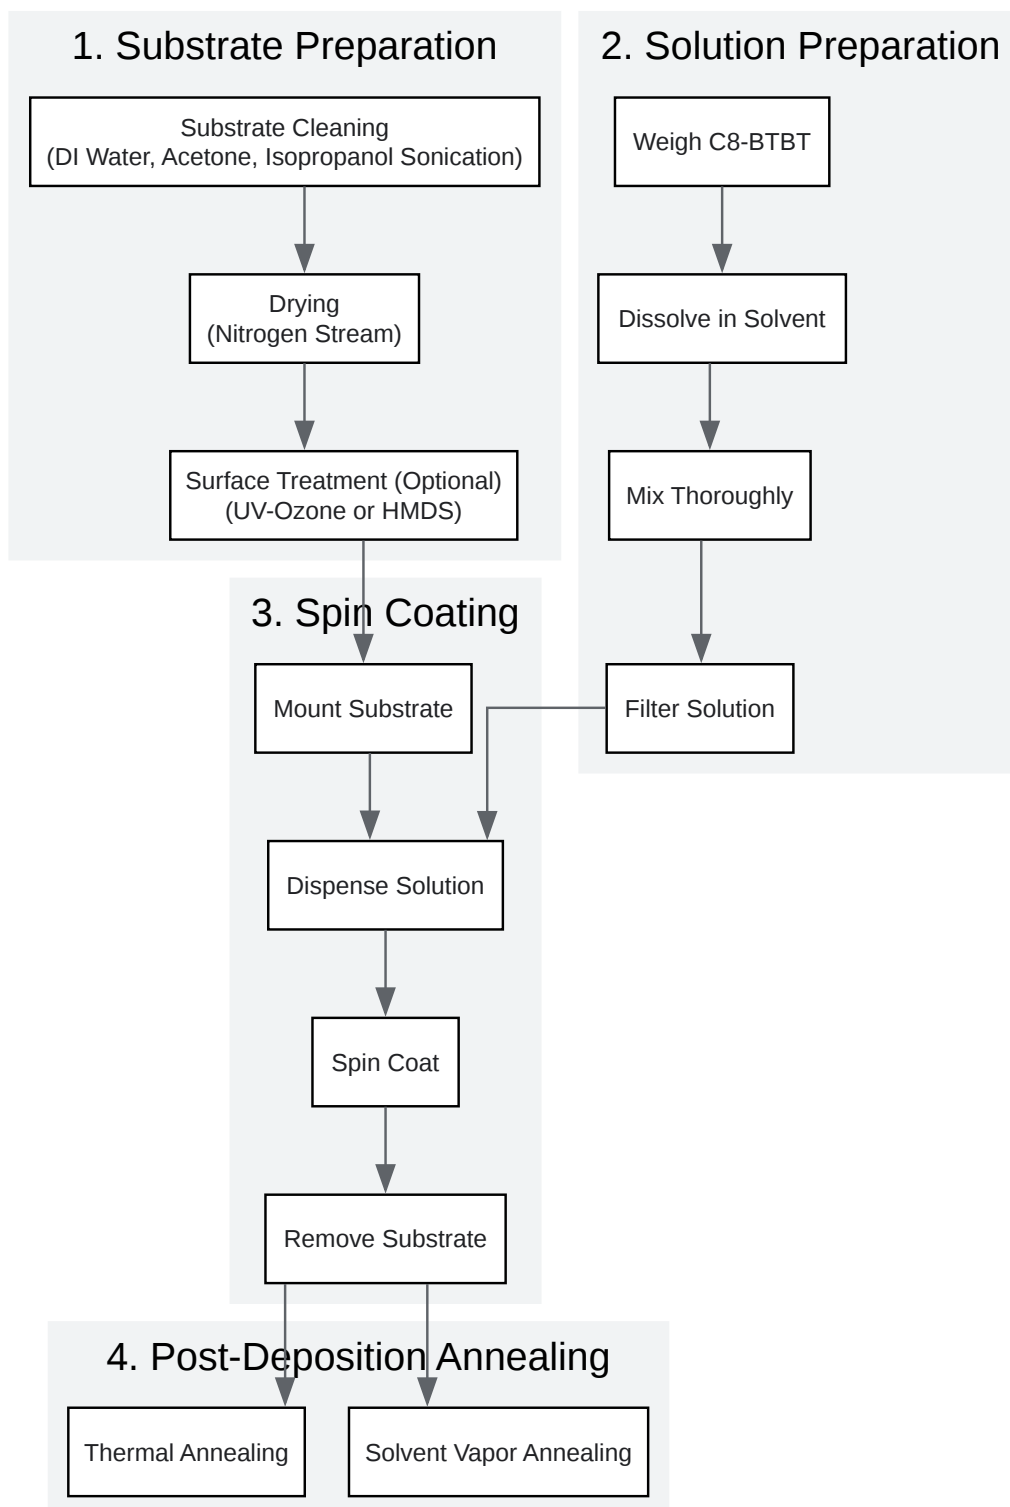 1. Substrate Preparation
Substrate Cleaning
(DI Water, Acetone, Isopropanol Sonication)
Drying
(Nitrogen Stream)
Surface Treatment (Optional)
(UV-Ozone or HMDS)
2. Solution Preparation
Weigh C8-BTBT
Dissolve in Solvent
Mix Thoroughly
Filter Solution
3. Spin Coating
Mount Substrate
Dispense Solution
Spin Coat
Remove Substrate
4. Post-Deposition Annealing
Thermal Annealing
Solvent Vapor Annealing